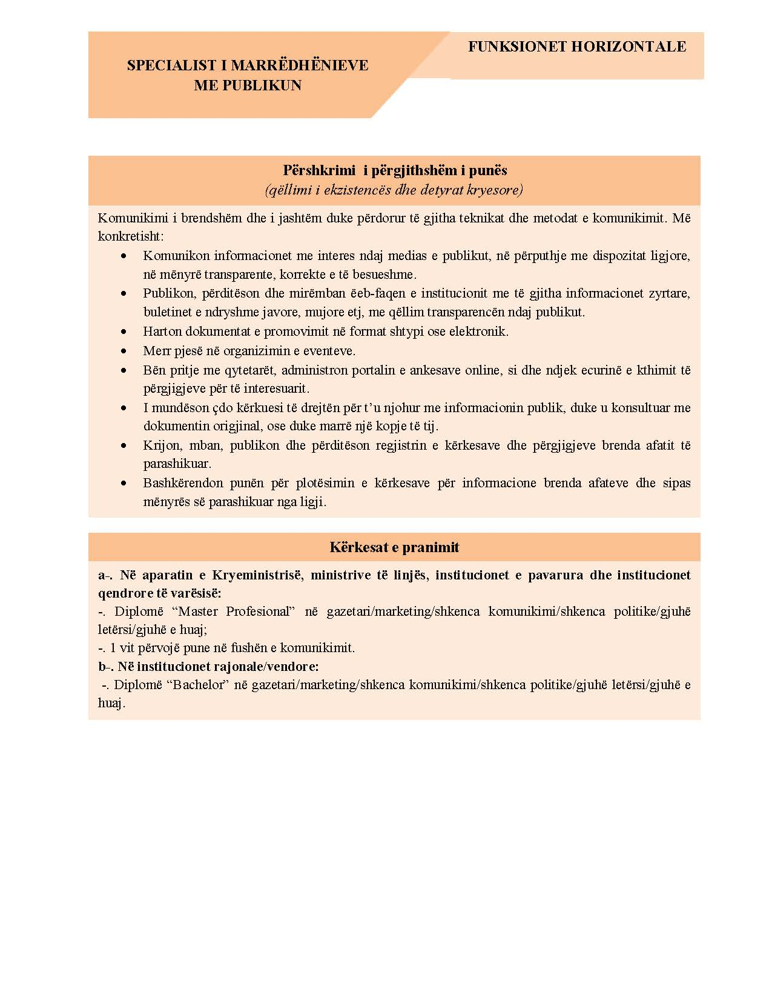 SPECIALIST I MARRËDHËNIEVE
ME PUBLIKUN
FUNKSIONET HORIZONTALE
Përshkrimi i përgjithshëm i punës
(qëllimi i ekzistencës dhe detyrat kryesore)
Komunikimi i brendshëm dhe i jashtëm duke përdorur të gjitha teknikat dhe metodat e komunikimit. Më
konkretisht:
• Komunikon informacionet me interes ndaj medias e publikut, në përputhje me dispozitat ligjore,
në mënyrë transparente, korrekte e të besueshme.
• Publikon, përditëson dhe mirëmban ëeb-faqen e institucionit me të gjitha informacionet zyrtare,
buletinet e ndryshme javore, mujore etj, me qëllim transparencën ndaj publikut.
• Harton dokumentat e promovimit në format shtypi ose elektronik.
• Merr pjesë në organizimin e eventeve.
• Bën pritje me qytetarët, administron portalin e ankesave online, si dhe ndjek ecurinë e kthimit të
përgjigjeve për të interesuarit.
• I mundëson çdo kërkuesi të drejtën për t’u njohur me informacionin publik, duke u konsultuar me
dokumentin origjinal, ose duke marrë një kopje të tij.
• Krijon, mban, publikon dhe përditëson regjistrin e kërkesave dhe përgjigjeve brenda afatit të
parashikuar.
• Bashkërendon punën për plotësimin e kërkesave për informacione brenda afateve dhe sipas
mënyrës së parashikuar nga ligji.
Kërkesat e pranimit
a-. Në aparatin e Kryeministrisë, ministrive të linjës, institucionet e pavarura dhe institucionet
qendrore të varësisë:
-. Diplomë “Master Profesional” në gazetari/marketing/shkenca komunikimi/shkenca politike/gjuhë
letërsi/gjuhë e huaj;
-. 1 vit përvojë pune në fushën e komunikimit.
b-. Në institucionet rajonale/vendore:
-. Diplomë “Bachelor” në gazetari/marketing/shkenca komunikimi/shkenca politike/gjuhë letërsi/gjuhë e
huaj.